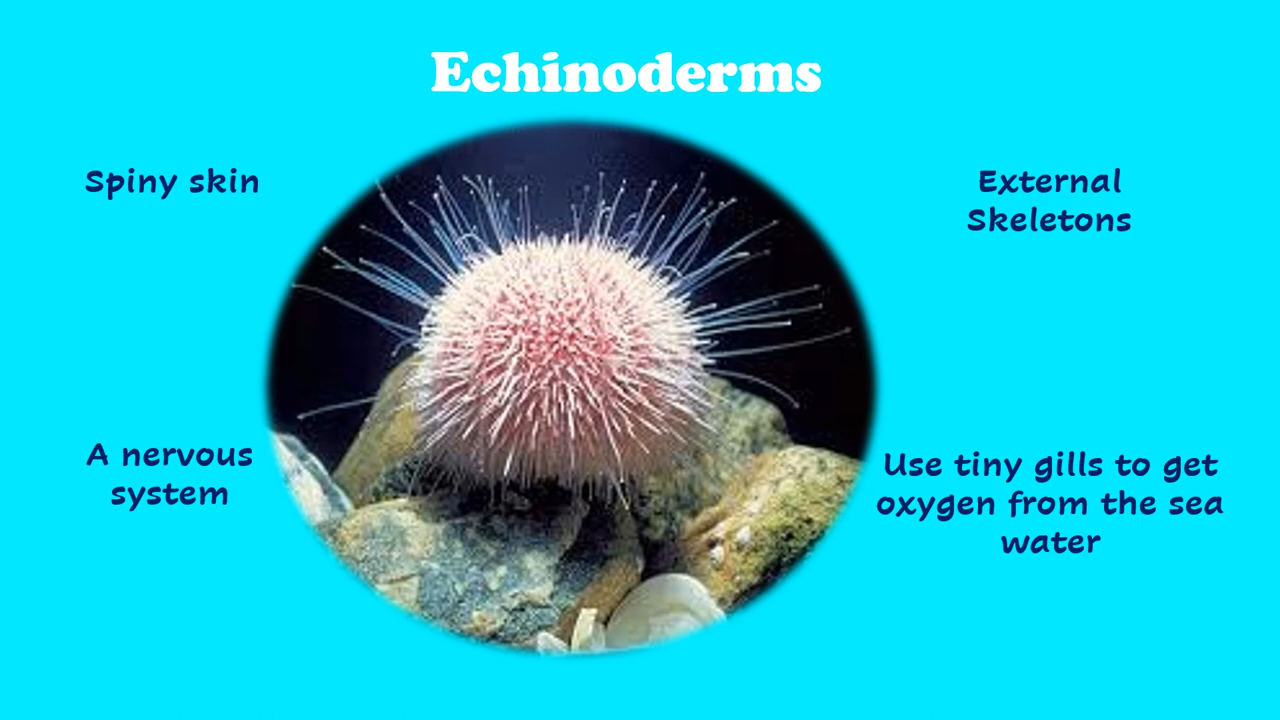 Echinoderms
Spiny skin
External
Skeletons
A nervous
system
Use tiny gills to get
oxygen from the sea
water